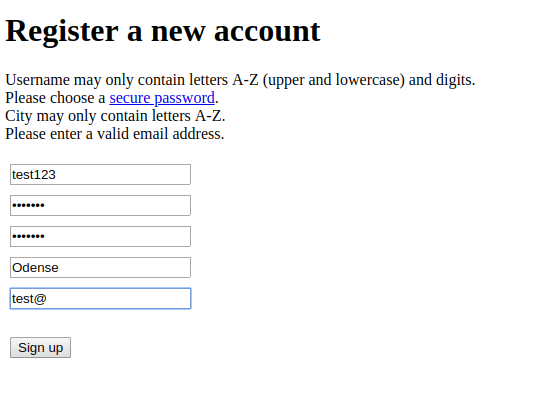 Register a new account
Username may only contain letters A-Z (upper and lowercase) and digits.
Please choose a secure password.
City may only contain letters A-Z.
Please enter a valid email address.
test123
•••••••
•••••••
Odense
test@
Sign up